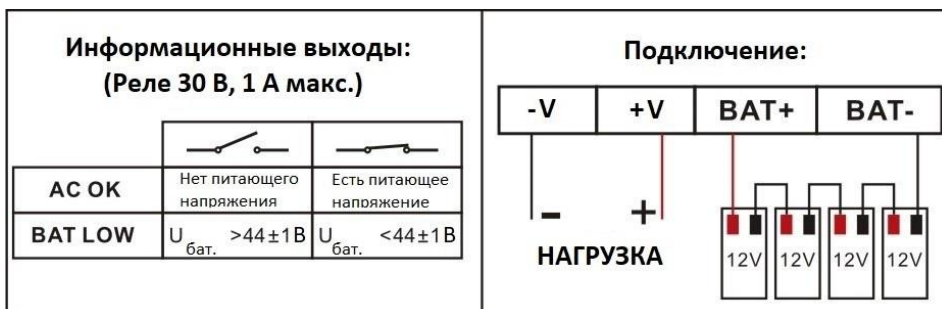 Информационные выходы:
(Реле 30 В, 1 А макс.)
AC OK
Нет питающего
напряжения
Есть питающее
напряжение
BAT LOW
U бат. >44±1В
U бат. <44±1В
Подключение:
-V +V BAT+ BAT-
- +
НАГРУЗКА
12V 12V 12V 12V